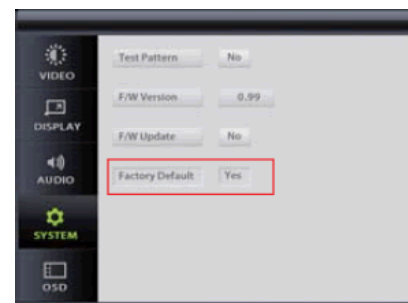 VIDEO
DISPLAY
AUDIO
SYSTEM
OSD
Test Pattern No
F/W Version 0.99
F/W Update No
Factory Default Yes